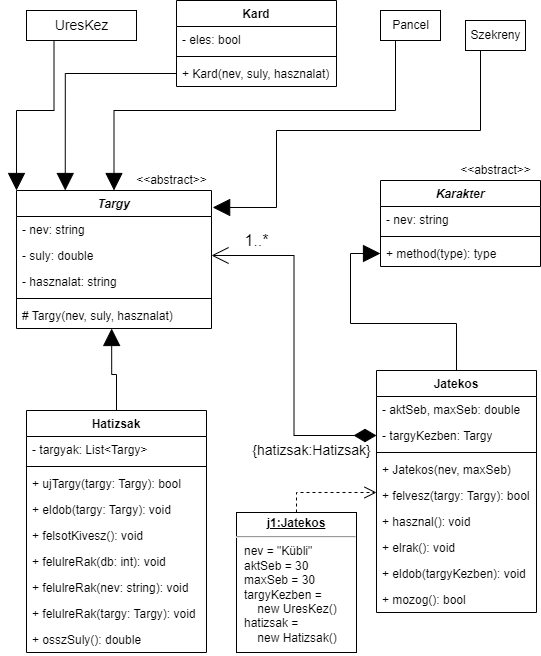 UresKez
Kard
- eles: bool
+ Kard(nev, suly, hasznalat)
Pancel
Szekreny
<<abstract>>
Targy
- nev: string
- suly: double
- hasznalat: string
# Targy(nev, suly, hasznalat)
<<abstract>>
Karakter
- nev: string
+ method(type): type
1..*
{hatizsak:Hatizsak}
Jatekos
- aktSeb, maxSeb: double
- targyKezben: Targy
+ Jatekos(nev, maxSeb)
+ felvesz(targy: Targy): bool
+ hasznal(): void
+ elrak(): void
+ eldob(targyKezben): void
+ mozog(): bool
Hatizsak
- targyak: List<Targy>
+ ujTargy(targy: Targy): bool
+ eldob(targy: Targy): void
+ felsotKivesz(): void
+ felulreRak(db: int): void
+ felulreRak(nev: string): void
+ felulreRak(targy: Targy): void
+ osszSuly(): double
j1:Jatekos
nev = "Kübli"
aktSeb = 30
maxSeb = 30
targyKezben =
new UresKez()
hatizsak =
new Hatizsak()